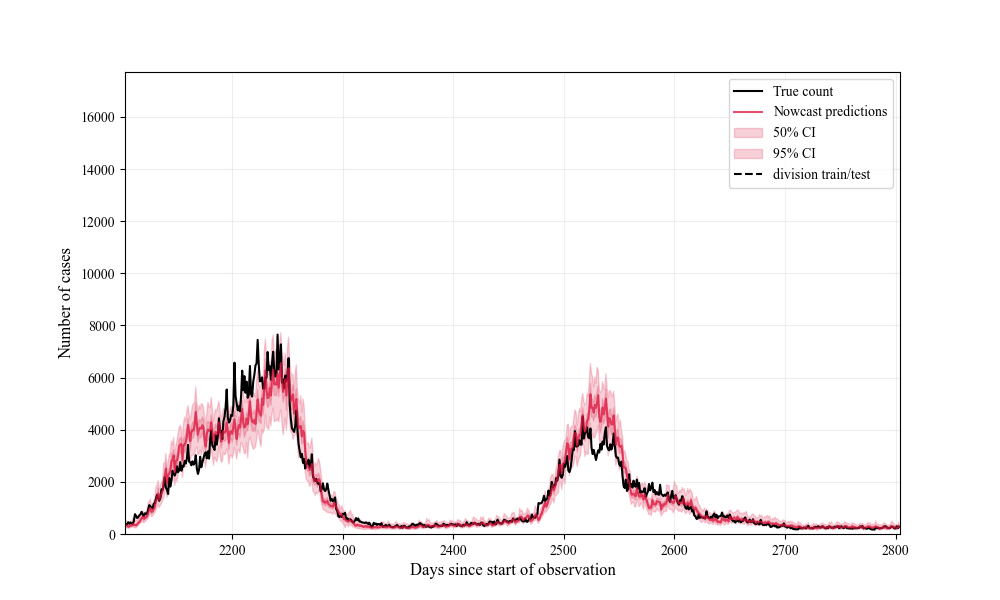 True count
Nowcast predictions
50% CI
95% CI
division train/test
16000
14000
12000
10000
8000
6000
4000
2000
0
Number of cases
2200
2300
2400
2500
2600
2700
2800
Days since start of observation